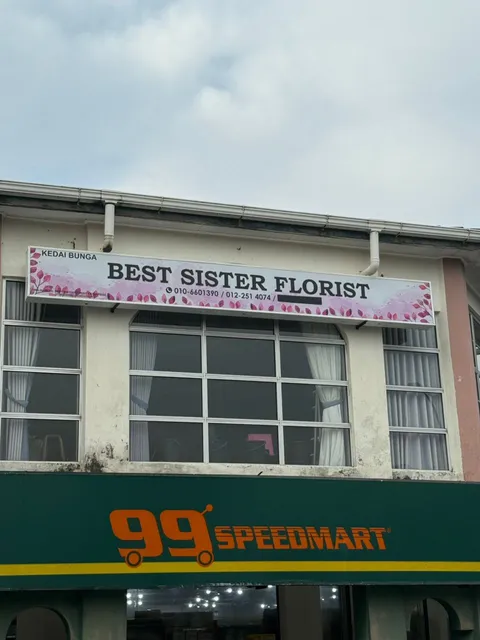 KEDAI BUNGA
BEST SISTER FLORIST
010-6601390 / 012-251 4074 /
99 SPEEDMART